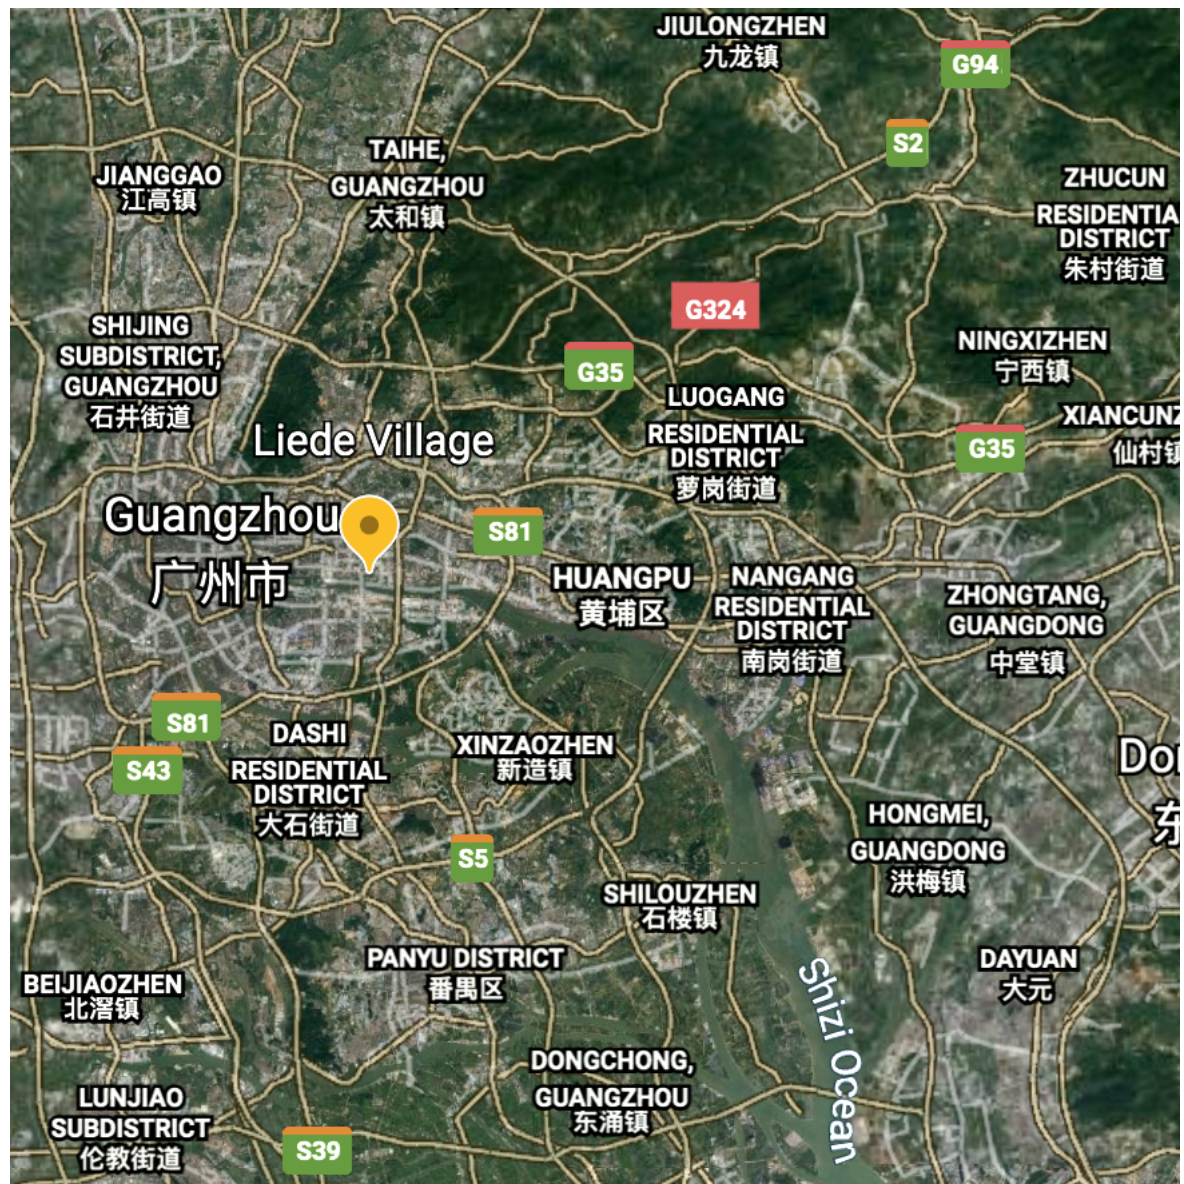 JIULONGZHEN
九龙镇
G94
S2
TAIHE,
GUANGZHOU
太和镇
JIANGGAO
江高镇
ZHUCUN
RESIDENTIA
DISTRICT
朱村街道
G324
SHIJING
SUBDISTRICT,
GUANGZHOU
石井街道
NINGXIZHEN
宁西镇
G35
LUOGANG
RESIDENTIAL
DISTRICT
萝岗街道
XIANCUNZ
仙村镇
G35
Liede Village
Guangzhou
广州市
S81
HUANGPU
黄埔区
NANGANG
RESIDENTIAL
DISTRICT
南岗街道
ZHONGTANG,
GUANGDONG
中堂镇
S81
S43
DASHI
RESIDENTIAL
DISTRICT
大石街道
XINZAOZHEN
新造镇
Don
东
HONGMEI,
GUANGDONG
洪梅镇
S5
SHILOUZHEN
石楼镇
PANYU DISTRICT
番禺区
DAYUAN
大元
BEIJIAOZHEN
北滘镇
Shizi Ocean
DONGCHONG,
GUANGZHOU
东涌镇
LUNJIAO
SUBDISTRICT
伦教街道
S39